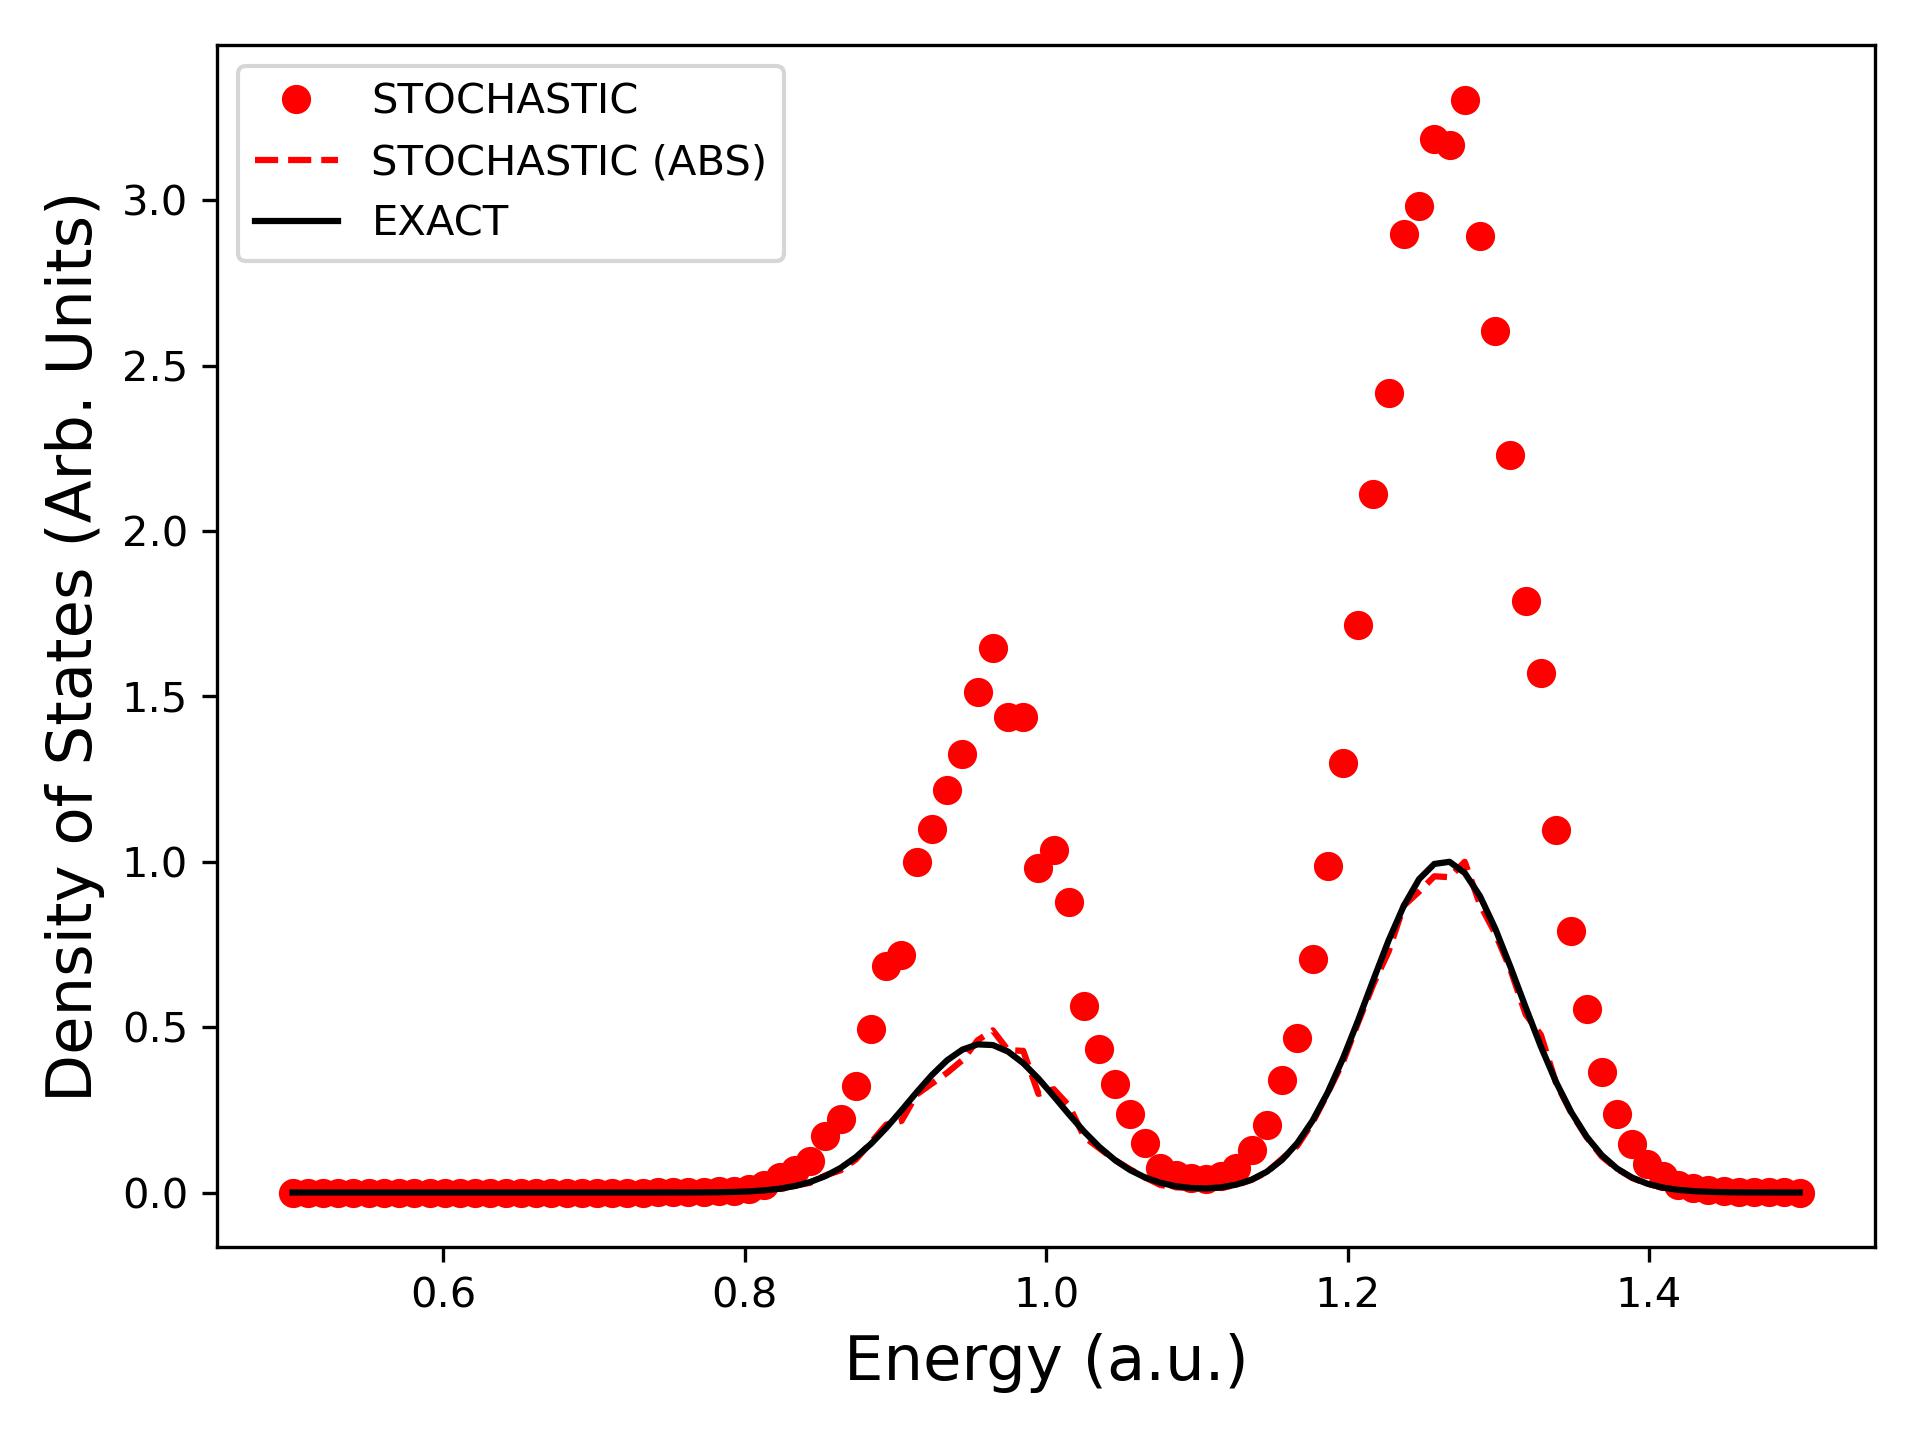 STOCHASTIC
STOCHASTIC (ABS)
EXACT
Density of States (Arb. Units)
3.0
2.5
2.0
1.5
1.0
0.5
0.0
0.6 0.8 1.0 1.2 1.4
Energy (a.u.)